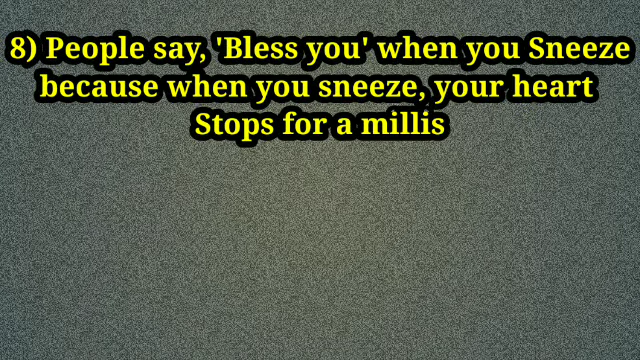 8) People say, 'Bless you' when you Sneeze
because when you sneeze, your heart
Stops for a millis